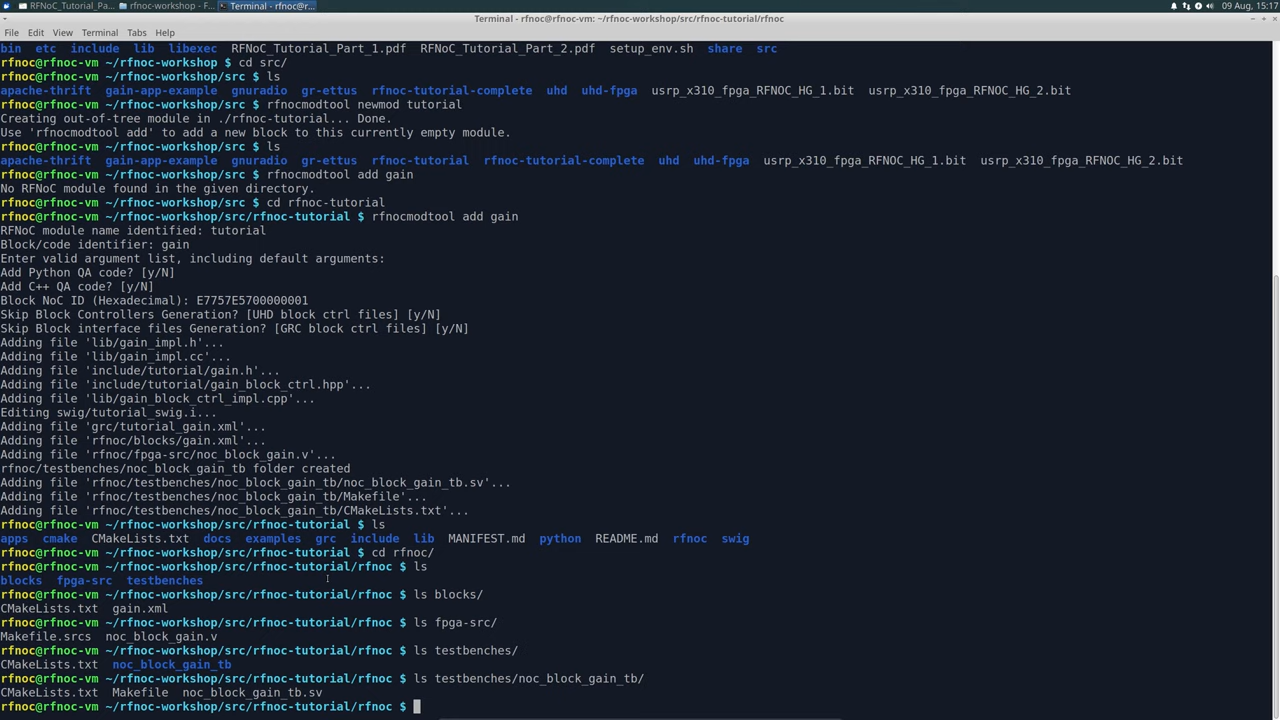 RFNoC_Tutorial_Pa... rfnoc-workshop - F... Terminal - rfnoc@r... 09 Aug, 15:17
Terminal - rfnoc@rfnoc-vm: ~/rfnoc-workshop/src/rfnoc-tutorial/rfnoc
File Edit View Terminal Tabs Help
bin etc include lib libexec RFNoC_Tutorial_Part_1.pdf RFNoC_Tutorial_Part_2.pdf setup_env.sh share src
rfnoc@rfnoc-vm ~/rfnoc-workshop $ cd src/
rfnoc@rfnoc-vm ~/rfnoc-workshop/src $ ls
apache-thrift gain-app-example gnuradio gr-ettus rfnoc-tutorial-complete uhd uhd-fpga usrp_x310_fpga_RFNOC_HG_1.bit usrp_x310_fpga_RFNOC_HG_2.bit
rfnoc@rfnoc-vm ~/rfnoc-workshop/src $ rfnocmodtool newmod tutorial
Creating out-of-tree module in ./rfnoc-tutorial... Done.
Use 'rfnocmodtool add' to add a new block to this currently empty module.
rfnoc@rfnoc-vm ~/rfnoc-workshop/src $ ls
apache-thrift gain-app-example gnuradio gr-ettus rfnoc-tutorial rfnoc-tutorial-complete uhd uhd-fpga usrp_x310_fpga_RFNOC_HG_1.bit usrp_x310_fpga_RFNOC_HG_2.bit
rfnoc@rfnoc-vm ~/rfnoc-workshop/src $ rfnocmodtool add gain
No RFNoC module found in the given directory.
rfnoc@rfnoc-vm ~/rfnoc-workshop/src $ cd rfnoc-tutorial
rfnoc@rfnoc-vm ~/rfnoc-workshop/src/rfnoc-tutorial $ rfnocmodtool add gain
RFNoC module name identified: tutorial
Block/code identifier: gain
Enter valid argument list, including default arguments:
Add Python QA code? [y/N]
Add C++ QA code? [y/N]
Block NoC ID (Hexadecimal): E7757E5700000001
Skip Block Controllers Generation? [UHD block ctrl files] [y/N]
Skip Block interface files Generation? [GRC block ctrl files] [y/N]
Adding file 'lib/gain_impl.h'...
Adding file 'lib/gain_impl.cc'...
Adding file 'include/tutorial/gain.h'...
Adding file 'include/tutorial/gain_block_ctrl.hpp'...
Adding file 'lib/gain_block_ctrl_impl.cpp'...
Editing swig/tutorial_swig.i...
Adding file 'grc/tutorial_gain.xml'...
Adding file 'rfnoc/blocks/gain.xml'...
Adding file 'rfnoc/fpga-src/noc_block_gain.v'...
rfnoc/testbenches/noc_block_gain_tb folder created
Adding file 'rfnoc/testbenches/noc_block_gain_tb/noc_block_gain_tb.sv'...
Adding file 'rfnoc/testbenches/noc_block_gain_tb/Makefile'...
Adding file 'rfnoc/testbenches/noc_block_gain_tb/CMakeLists.txt'...
rfnoc@rfnoc-vm ~/rfnoc-workshop/src/rfnoc-tutorial $ ls
apps cmake CMakeLists.txt docs examples grc include lib MANIFEST.md python README.md rfnoc swig
rfnoc@rfnoc-vm ~/rfnoc-workshop/src/rfnoc-tutorial $ cd rfnoc/
rfnoc@rfnoc-vm ~/rfnoc-workshop/src/rfnoc-tutorial/rfnoc $ ls
blocks fpga-src testbenches
rfnoc@rfnoc-vm ~/rfnoc-workshop/src/rfnoc-tutorial/rfnoc $ ls blocks/
CMakeLists.txt gain.xml
rfnoc@rfnoc-vm ~/rfnoc-workshop/src/rfnoc-tutorial/rfnoc $ ls fpga-src/
Makefile.srcs noc_block_gain.v
rfnoc@rfnoc-vm ~/rfnoc-workshop/src/rfnoc-tutorial/rfnoc $ ls testbenches/
CMakeLists.txt noc_block_gain_tb
rfnoc@rfnoc-vm ~/rfnoc-workshop/src/rfnoc-tutorial/rfnoc $ ls testbenches/noc_block_gain_tb/
CMakeLists.txt Makefile noc_block_gain_tb.sv
rfnoc@rfnoc-vm ~/rfnoc-workshop/src/rfnoc-tutorial/rfnoc $